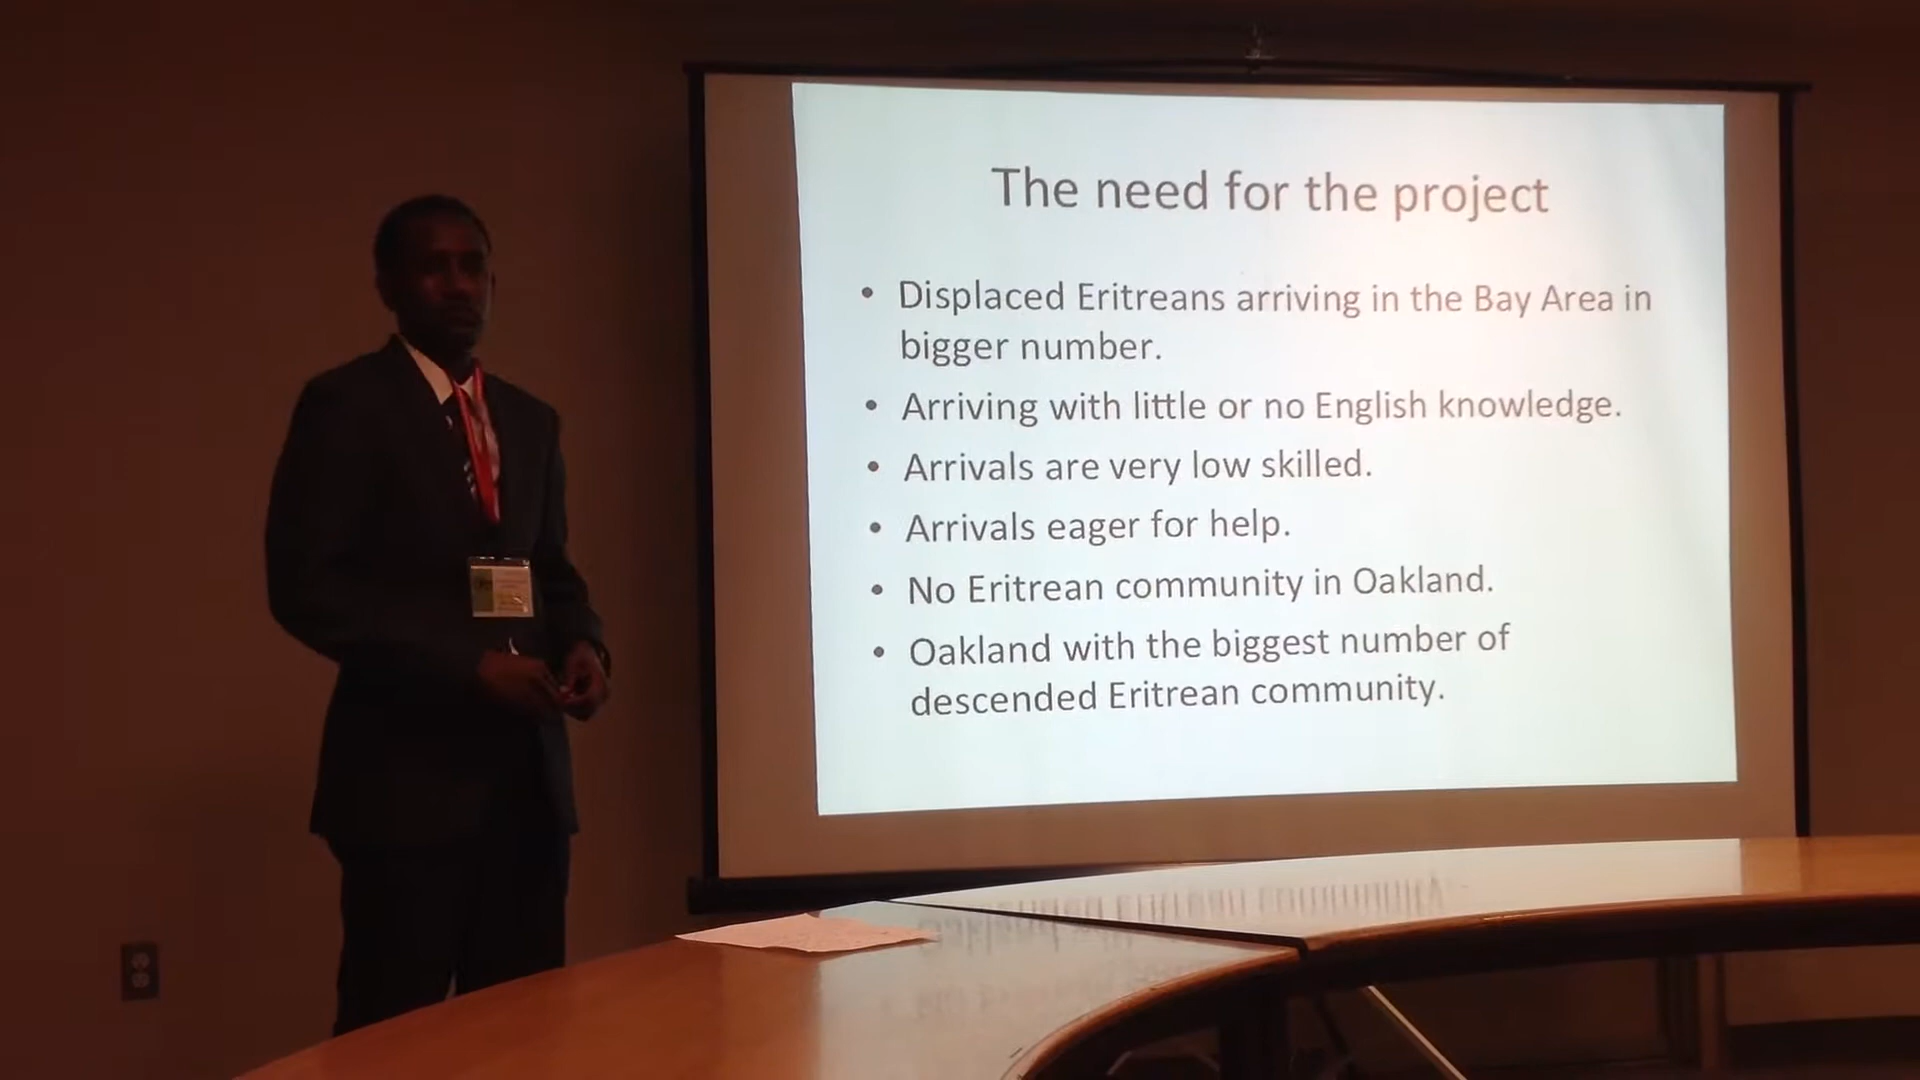 The need for the project
• Displaced Eritreans arriving in the Bay Area in
bigger number.
• Arriving with little or no English knowledge.
• Arrivals are very low skilled.
• Arrivals eager for help.
• No Eritrean community in Oakland.
• Oakland with the biggest number of
descended Eritrean community.